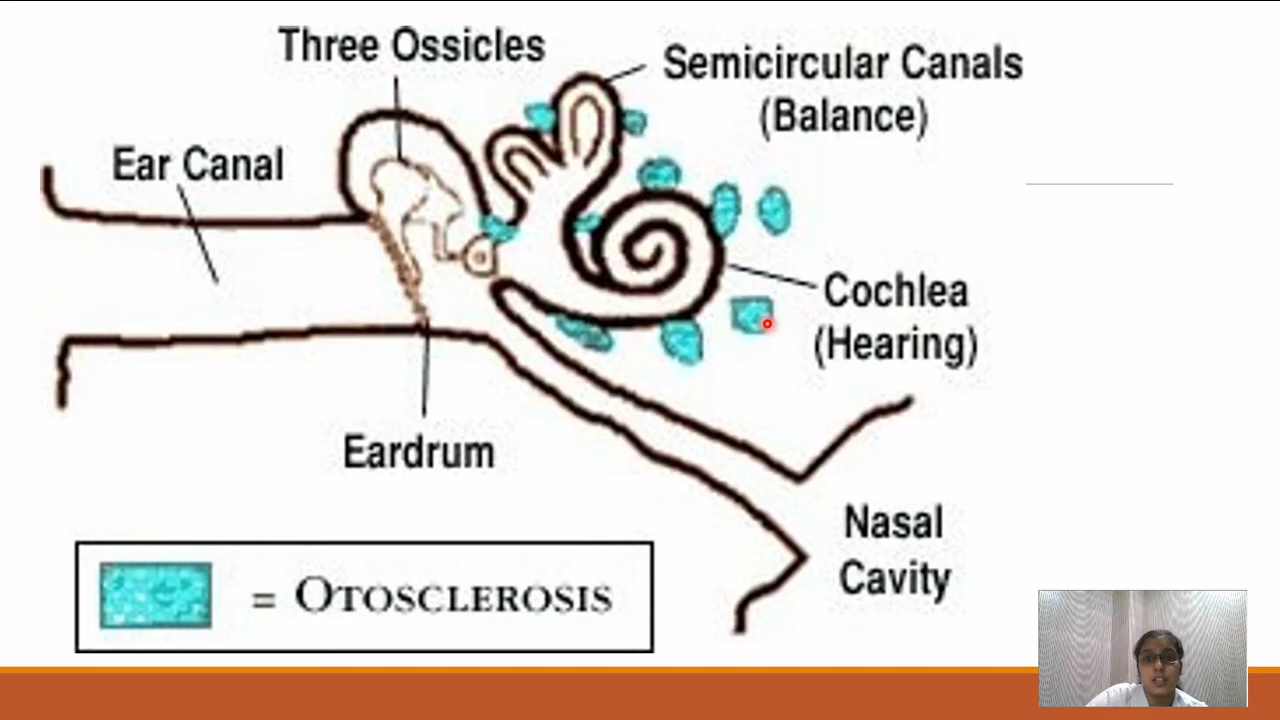 Three Ossicles
Semicircular Canals
(Balance)
Ear Canal
Cochlea
(Hearing)
Eardrum
Nasal
Cavity
= OTOSCLEROSIS